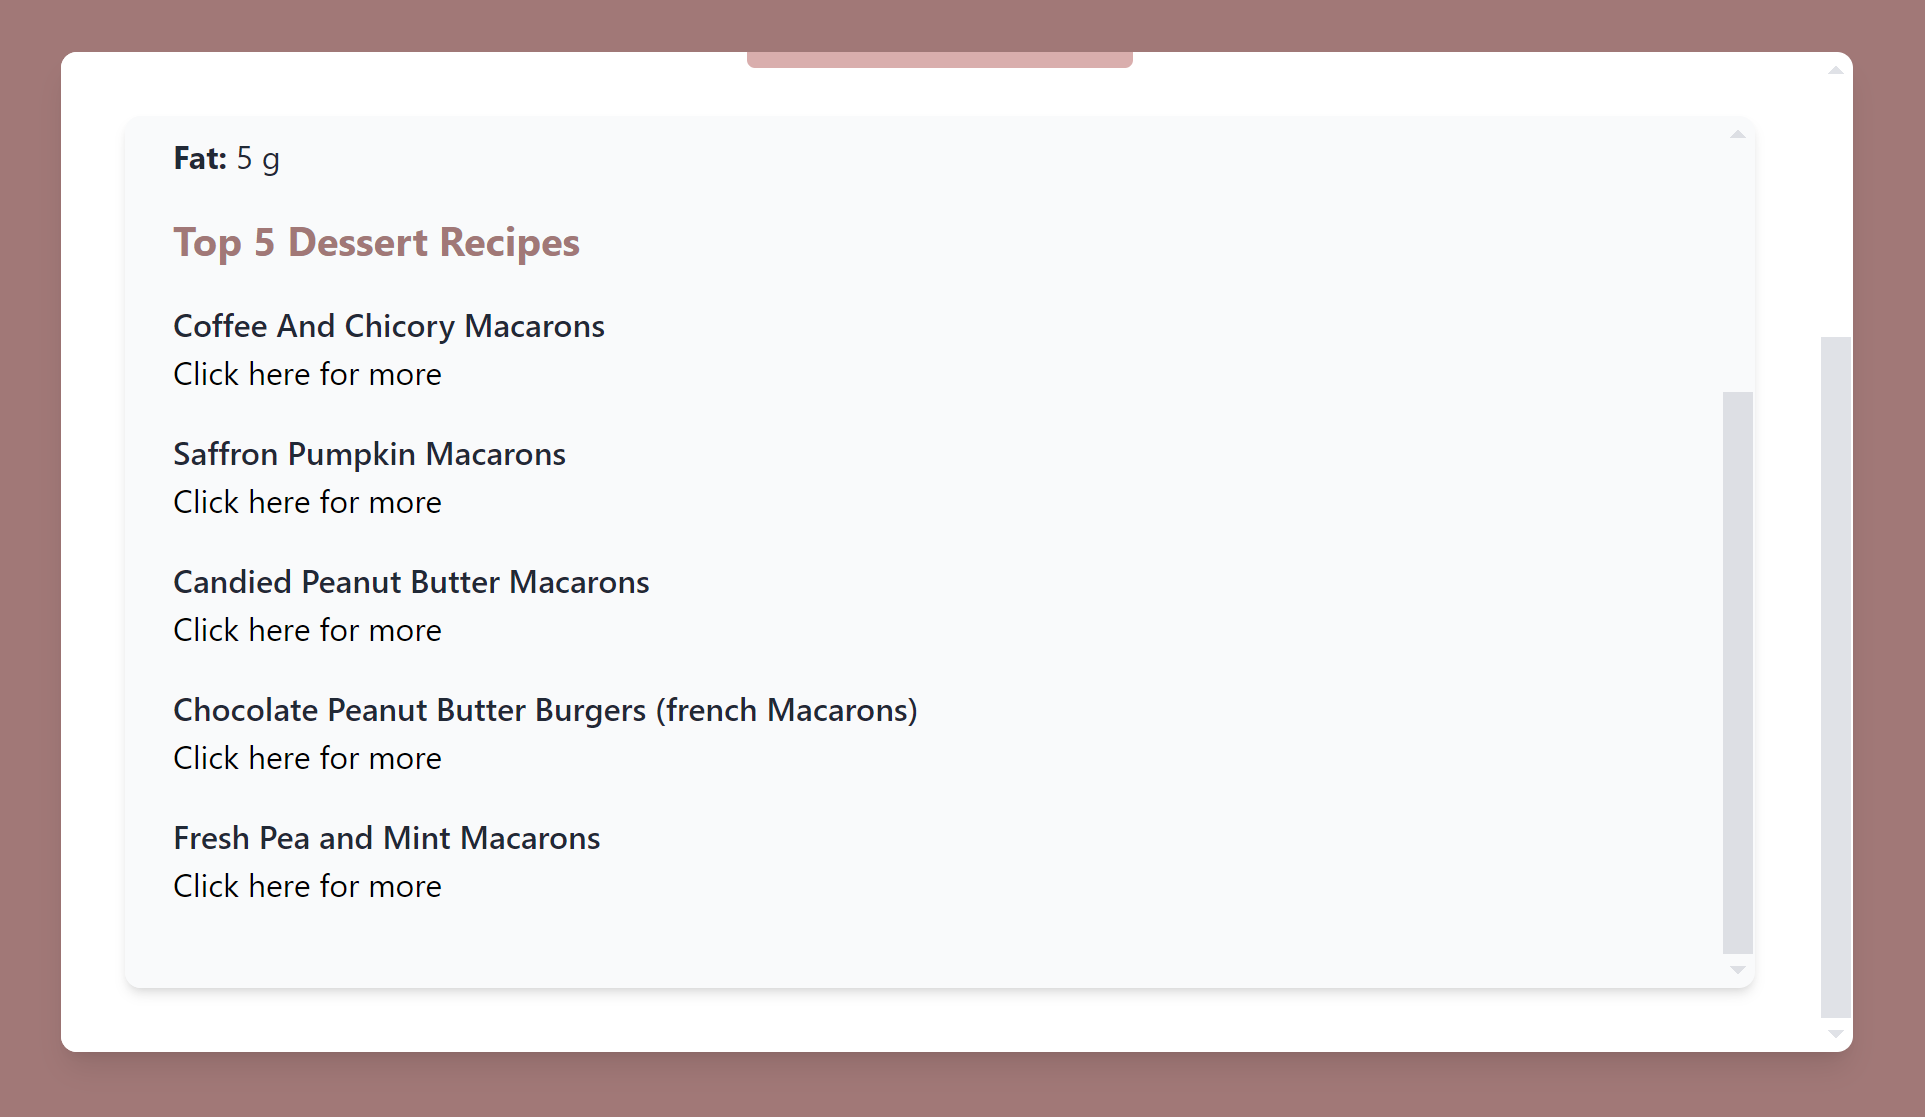 Fat: 5 g
Top 5 Dessert Recipes
Coffee And Chicory Macarons
Click here for more
Saffron Pumpkin Macarons
Click here for more
Candied Peanut Butter Macarons
Click here for more
Chocolate Peanut Butter Burgers (french Macarons)
Click here for more
Fresh Pea and Mint Macarons
Click here for more